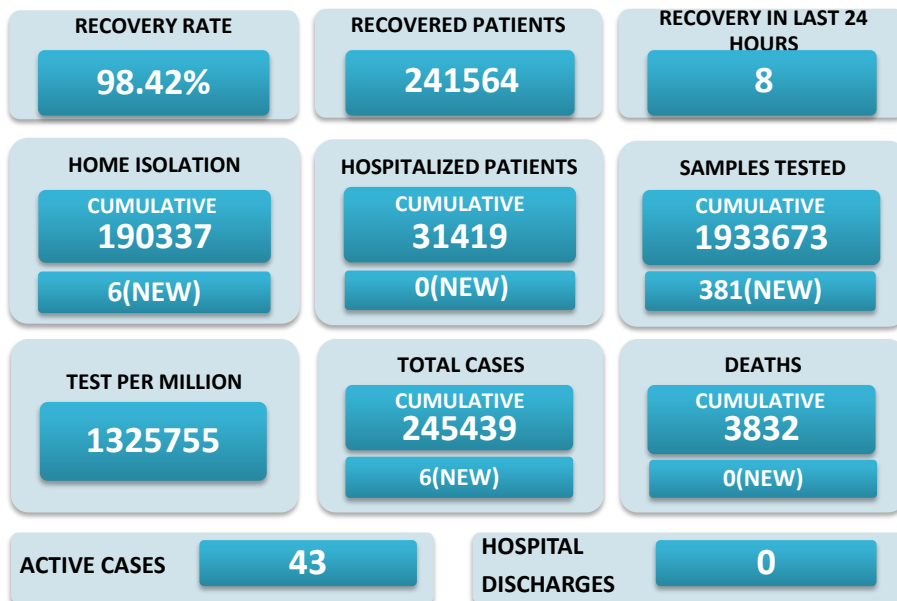 RECOVERY RATE
98.42%
RECOVERED PATIENTS
241564
RECOVERY IN LAST 24
HOURS
8
HOME ISOLATION
CUMULATIVE
190337
6(NEW)
HOSPITALIZED PATIENTS
CUMULATIVE
31419
0(NEW)
SAMPLES TESTED
CUMULATIVE
1933673
381(NEW)
TEST PER MILLION
1325755
TOTAL CASES
CUMULATIVE
245439
6(NEW)
DEATHS
CUMULATIVE
3832
0(NEW)
ACTIVE CASES
43
HOSPITAL
DISCHARGES
0